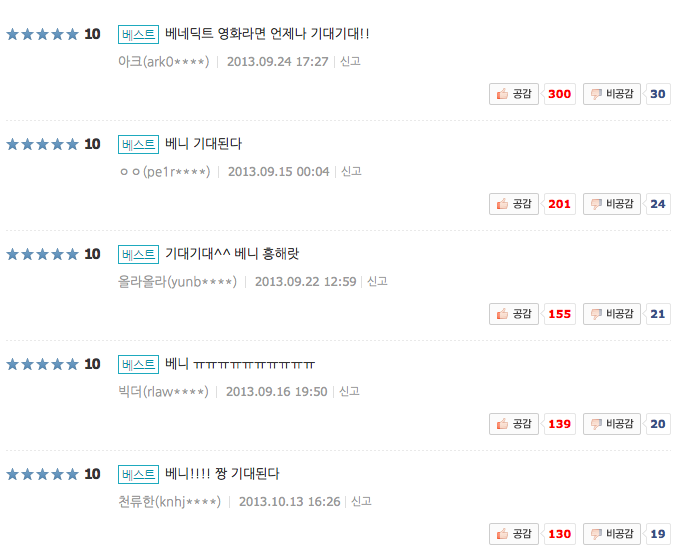 ★★★★★ 10 베스트 베네딕트 영화라면 언제나 기대기대!!
아크(ark0****) | 2013.09.24 17:27 | 신고
공감 300 비공감 30
★★★★★ 10 베스트 베니 기대된다
ㅇㅇ(pe1r****) | 2013.09.15 00:04 | 신고
공감 201 비공감 24
★★★★★ 10 베스트 기대기대^^ 베니 흥해랏
올라올라(yunb****) | 2013.09.22 12:59 | 신고
공감 155 비공감 21
★★★★★ 10 베스트 베니 ㅠㅠㅠㅠㅠㅠㅠㅠㅠㅠ
빅더(rlaw****) | 2013.09.16 19:50 | 신고
공감 139 비공감 20
★★★★★ 10 베스트 베니!!!! 짱 기대된다
천류한(knhj****) | 2013.10.13 16:26 | 신고
공감 130 비공감 19